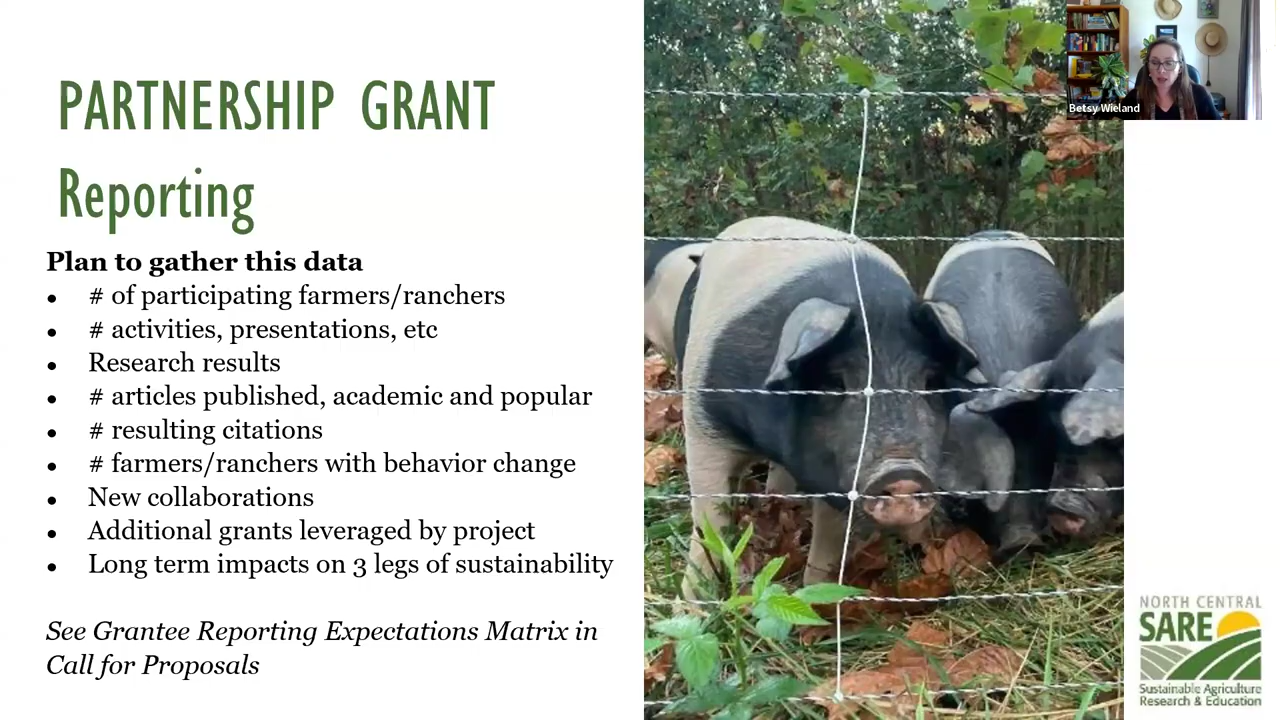 PARTNERSHIP GRANT
Reporting
Plan to gather this data
• # of participating farmers/ranchers
• # activities, presentations, etc
• Research results
• # articles published, academic and popular
• # resulting citations
• # farmers/ranchers with behavior change
• New collaborations
• Additional grants leveraged by project
• Long term impacts on 3 legs of sustainability
See Grantee Reporting Expectations Matrix in
Call for Proposals
Betsy Wieland
NORTH CENTRAL
SARE
Sustainable Agriculture
Research & Education